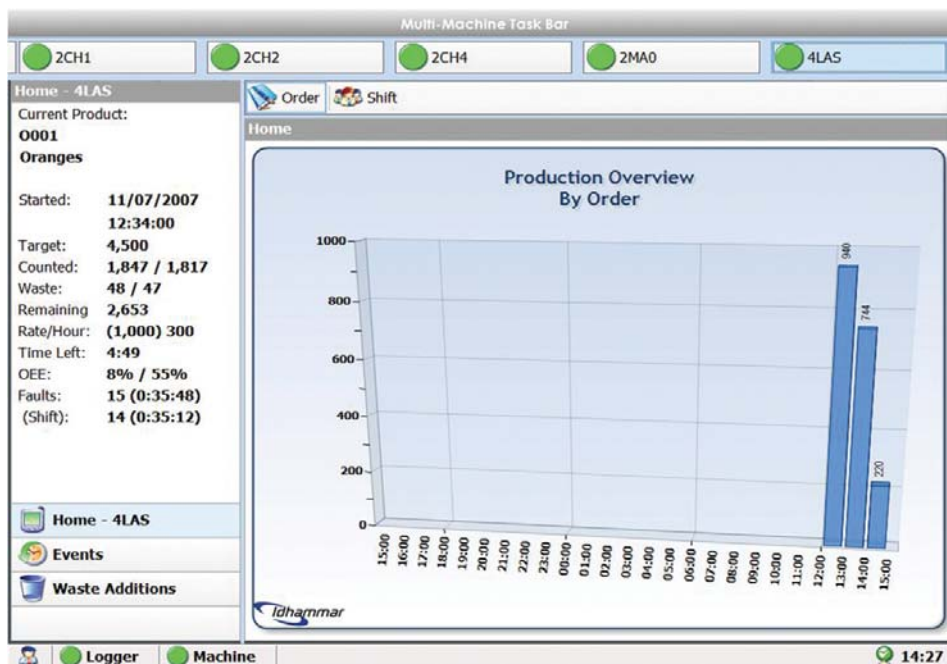 Multi-Machine Task Bar
2CH1 2CH2 2CH4 2MA0 4LAS
Home - 4LAS
Current Product:
O001
Oranges
Started: 11/07/2007
12:34:00
Target: 4,500
Counted: 1,847 / 1,817
Waste: 48 / 47
Remaining 2,653
Rate/Hour: (1,000) 300
Time Left: 4:49
OEE: 8% / 55%
Faults: 15 (0:35:48)
(Shift): 14 (0:35:12)
Home - 4LAS
Events
Waste Additions
Order Shift
Home
Production Overview
By Order
1000
800
600
400
200
0
940
744
220
15:00 16:00 17:00 18:00 19:00 20:00 21:00 22:00 23:00 00:00 01:00 02:00 03:00 04:00 05:00 06:00 07:00 08:00 09:00 10:00 11:00 12:00 13:00 14:00 15:00
Idhammar
Logger Machine 14:27